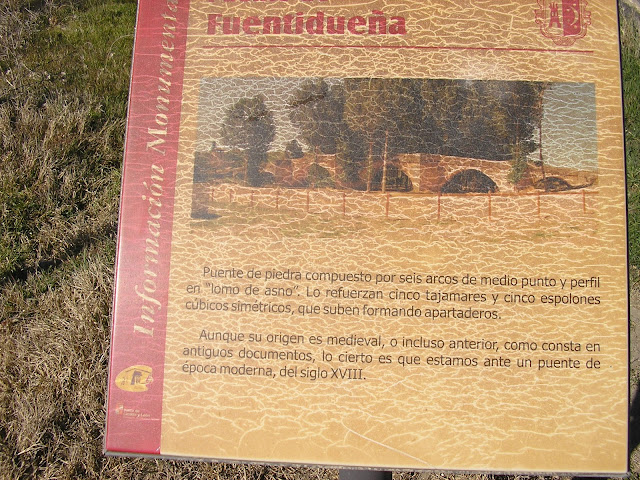 Fuentidueña
Información Monumental
Puente de piedra compuesto por seis arcos de medio punto y perfil
en "lomo de asno". Lo refuerzan cinco tajamares y cinco espolones
cúbicos simétricos, que suben formando apartaderos.
Aunque su origen es medieval, o incluso anterior, como consta en
antiguos documentos, lo cierto es que estamos ante un puente de
época moderna, del siglo XVIII.